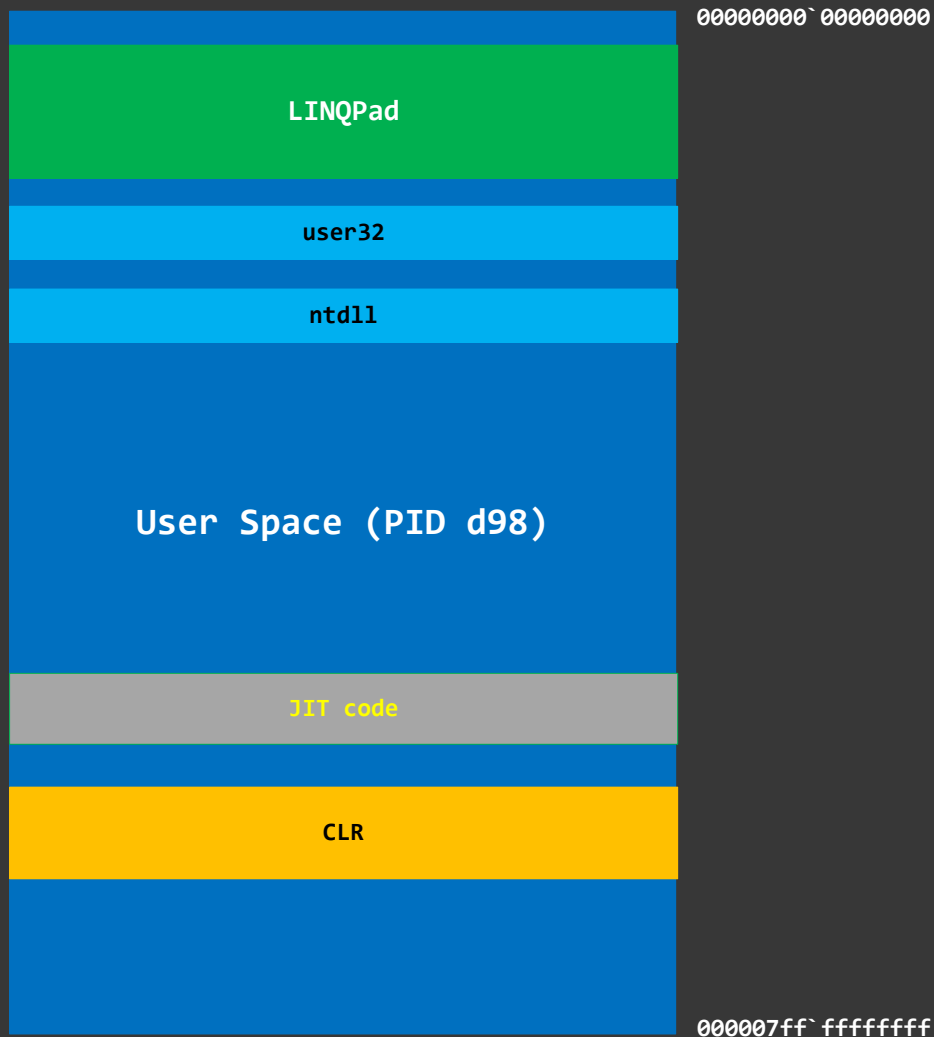 00000000`00000000
LINQPad
user32
ntdll
User Space (PID d98)
JIT code
CLR
000007ff`ffffffff